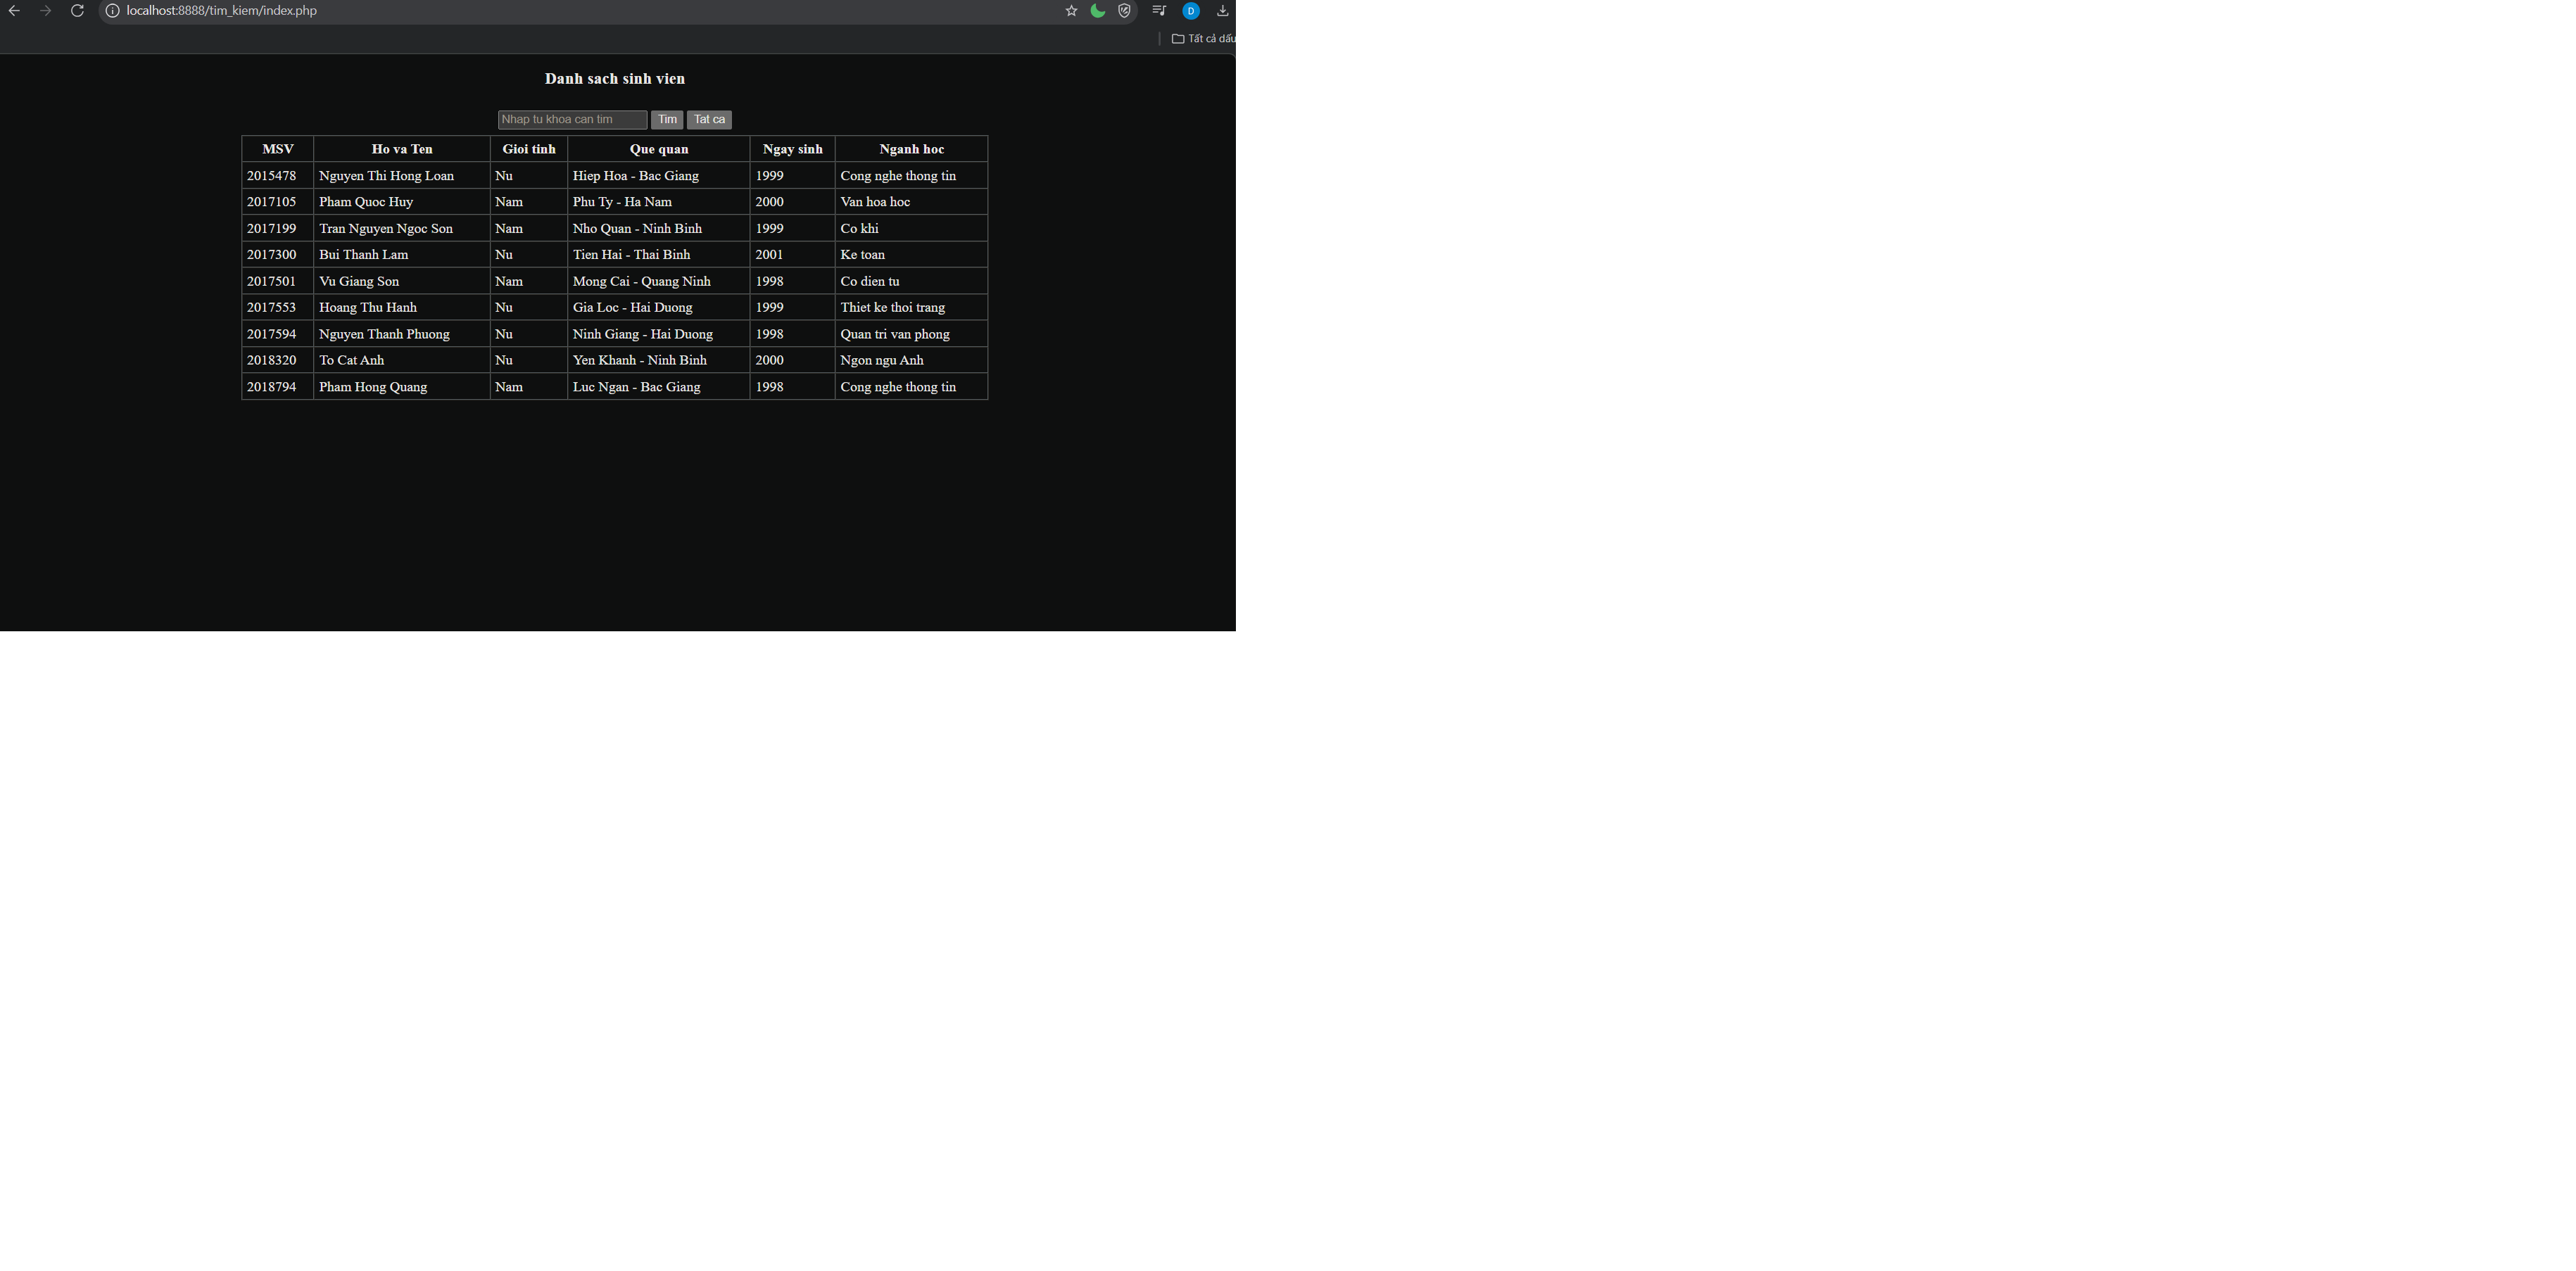 localhost:8888/tim_kiem/index.php
D
Tất cả dấu
Danh sach sinh vien
Nhap tu khoa can tim Tim Tat ca
MSV Ho va Ten Gioi tinh Que quan Ngay sinh Nganh hoc
2015478 Nguyen Thi Hong Loan Nu Hiep Hoa - Bac Giang 1999 Cong nghe thong tin
2017105 Pham Quoc Huy Nam Phu Ty - Ha Nam 2000 Van hoa hoc
2017199 Tran Nguyen Ngoc Son Nam Nho Quan - Ninh Binh 1999 Co khi
2017300 Bui Thanh Lam Nu Tien Hai - Thai Binh 2001 Ke toan
2017501 Vu Giang Son Nam Mong Cai - Quang Ninh 1998 Co dien tu
2017553 Hoang Thu Hanh Nu Gia Loc - Hai Duong 1999 Thiet ke thoi trang
2017594 Nguyen Thanh Phuong Nu Ninh Giang - Hai Duong 1998 Quan tri van phong
2018320 To Cat Anh Nu Yen Khanh - Ninh Binh 2000 Ngon ngu Anh
2018794 Pham Hong Quang Nam Luc Ngan - Bac Giang 1998 Cong nghe thong tin